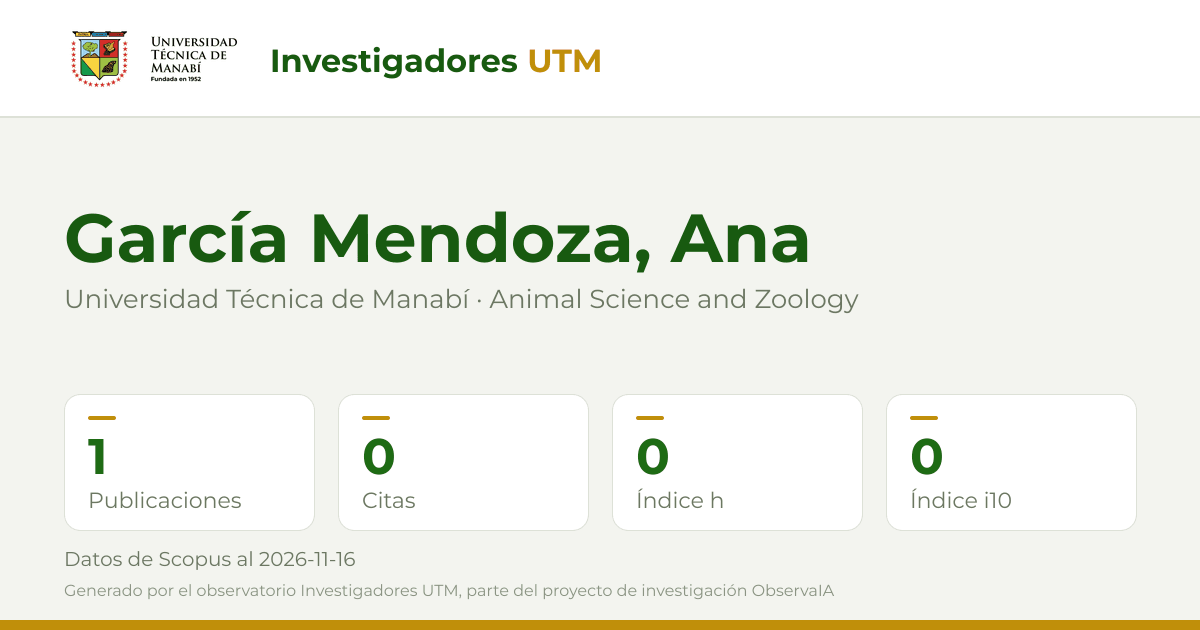 UNIVERSIDAD
TÉCNICA DE
MANABÍ
Fundada en 1952
Investigadores UTM
García Mendoza, Ana
Universidad Técnica de Manabí · Animal Science and Zoology
1
Publicaciones
0
Citas
0
Índice h
0
Índice i10
Datos de Scopus al 2026-11-16
Generado por el observatorio Investigadores UTM, parte del proyecto de investigación ObservaIA